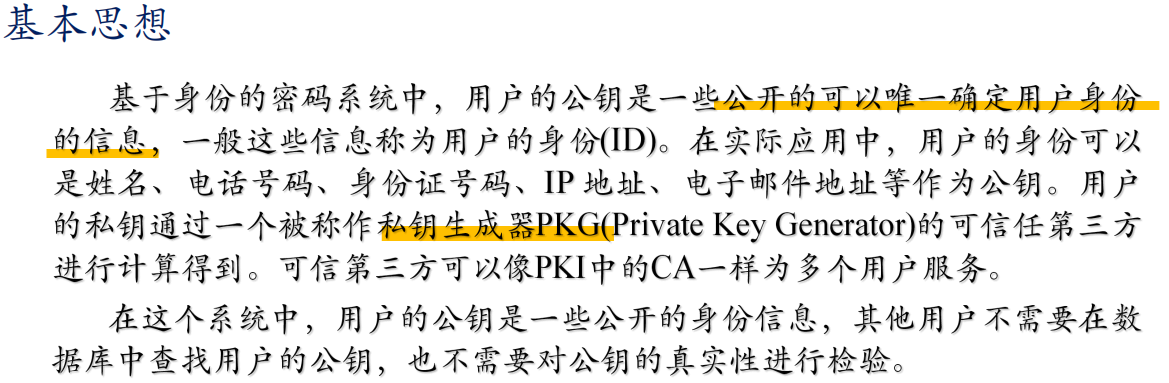 基本思想
基于身份的密码系统中，用户的公钥是一些公开的可以唯一确定用户身份
的信息，一般这些信息称为用户的身份(ID)。在实际应用中，用户的身份可以
是姓名、电话号码、身份证号码、IP 地址、电子邮件地址等作为公钥。用户
的私钥通过一个被称作私钥生成器PKG(Private Key Generator)的可信任第三方
进行计算得到。可信第三方可以像PKI中的CA一样为多个用户服务。
在这个系统中，用户的公钥是一些公开的身份信息，其他用户不需要在数
据库中查找用户的公钥，也不需要对公钥的真实性进行检验。